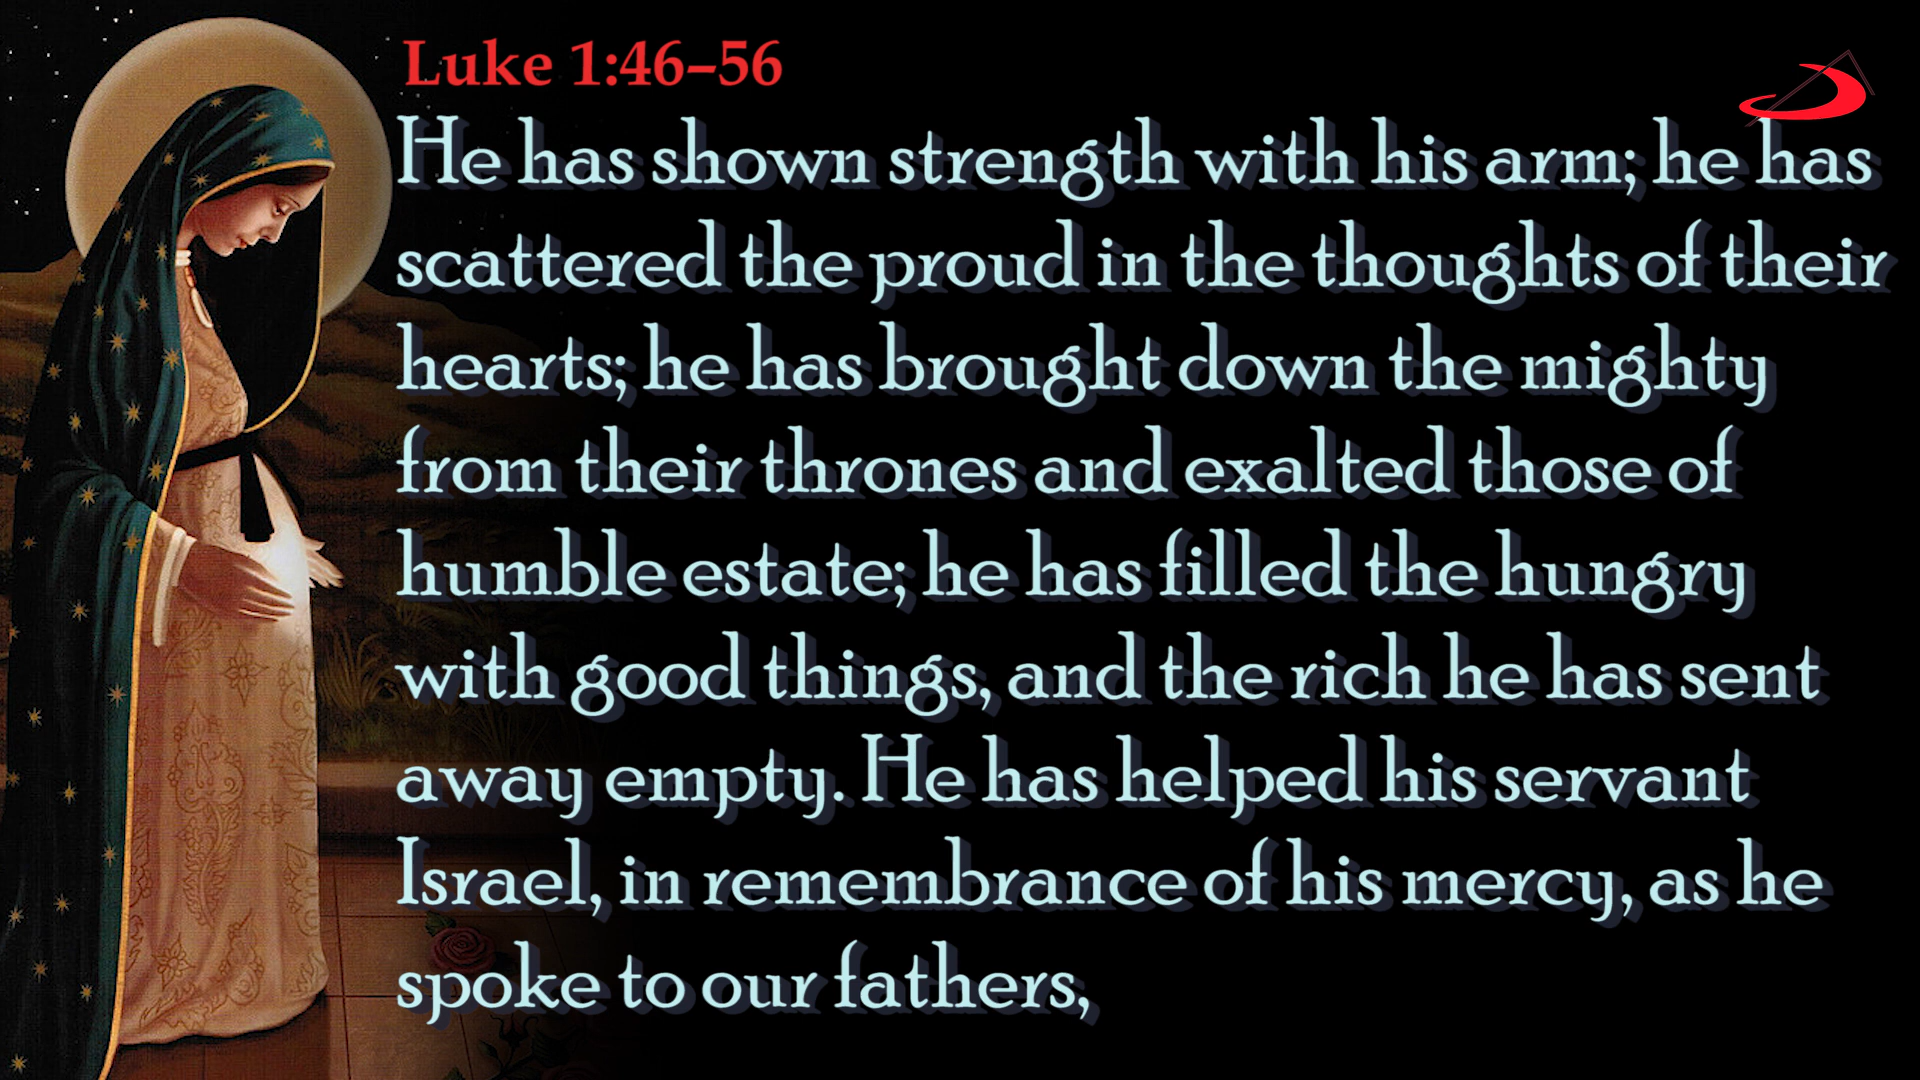 Luke 1:46–56
He has shown strength with his arm; he has
scattered the proud in the thoughts of their
hearts; he has brought down the mighty
from their thrones and exalted those of
humble estate; he has filled the hungry
with good things, and the rich he has sent
away empty. He has helped his servant
Israel, in remembrance of his mercy, as he
spoke to our fathers,